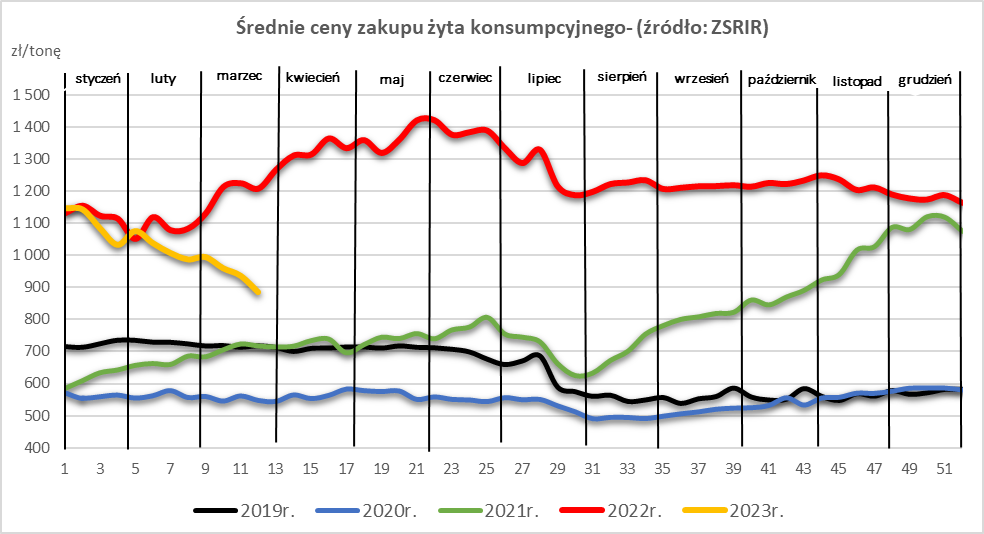 Średnie ceny zakupu żyta konsumpcyjnego- (źródło: ZSRIR)
zł/tonę
styczeń luty marzec kwiecień maj czerwiec lipiec sierpień wrzesień październik listopad grudzień
1 500
1 400
1 300
1 200
1 100
1 000
900
800
700
600
500
400
1 3 5 7 9 11 13 15 17 19 21 23 25 27 29 31 33 35 37 39 41 43 45 47 49 51
2019r. 2020r. 2021r. 2022r. 2023r.